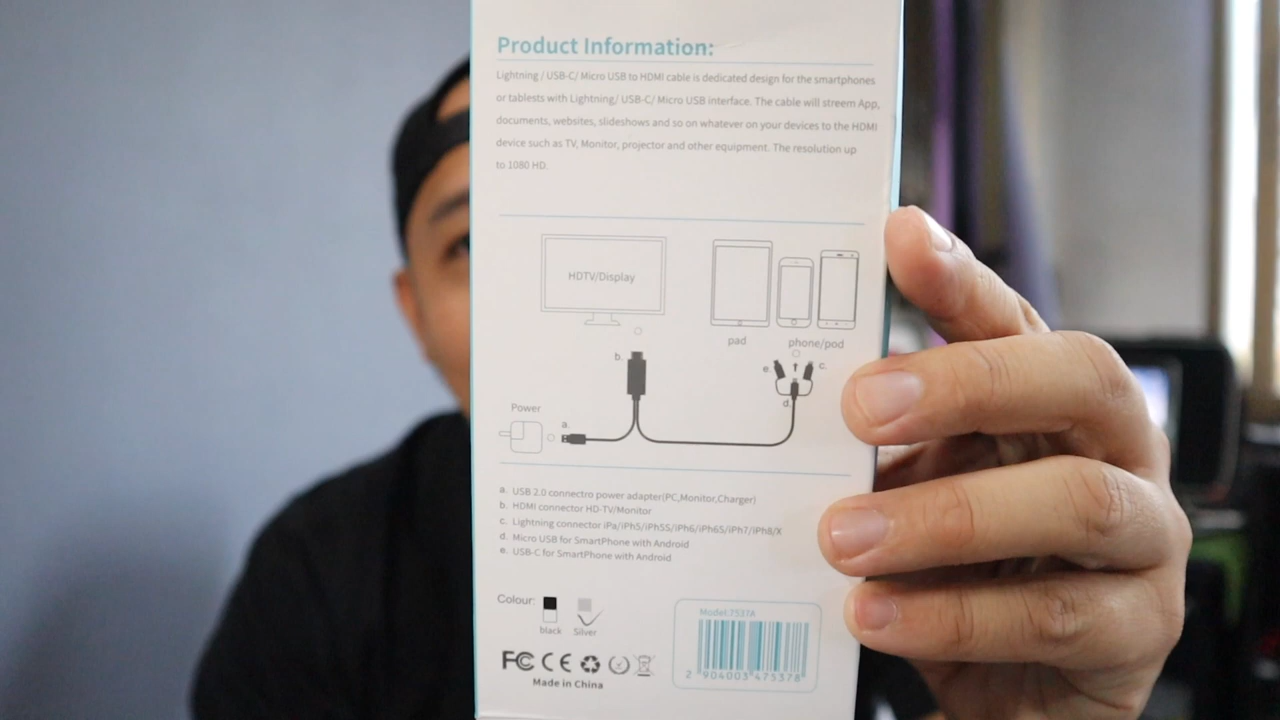 Product Information:
Lightning / USB-C/ Micro USB to HDMI cable is dedicated design for the smartphones
or tablests with Lightning/ USB-C/ Micro USB interface. The cable will streem App,
documents, websites, slideshows and so on whatever on your devices to the HDMI
device such as TV, Monitor, projector and other equipment. The resolution up
to 1080 HD.
HDTV/Display
pad
phone/pod
b.
e.
c.
d.
Power
a.
a. USB 2.0 connectro power adapter(PC,Monitor,Charger)
b. HDMI connector HD-TV/Monitor
c. Lightning connector iPa/iPh5/iPh5S/iPh6/iPh6S/iPh7/iPh8/X
d. Micro USB for SmartPhone with Android
e. USB-C for SmartPhone with Android
Colour:
black
Silver
Model:7537A
2 904003 475378
FC CE
Made in China